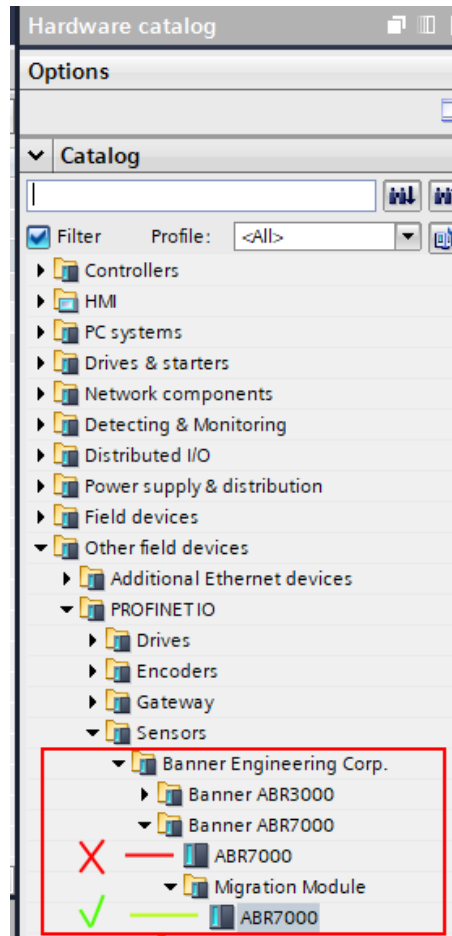 Hardware catalog
Options
Catalog
Filter Profile: <All>
Controllers
HMI
PC systems
Drives & starters
Network components
Detecting & Monitoring
Distributed I/O
Power supply & distribution
Field devices
Other field devices
Additional Ethernet devices
PROFINET IO
Drives
Encoders
Gateway
Sensors
Banner Engineering Corp.
Banner ABR3000
Banner ABR7000
ABR7000
Migration Module
ABR7000